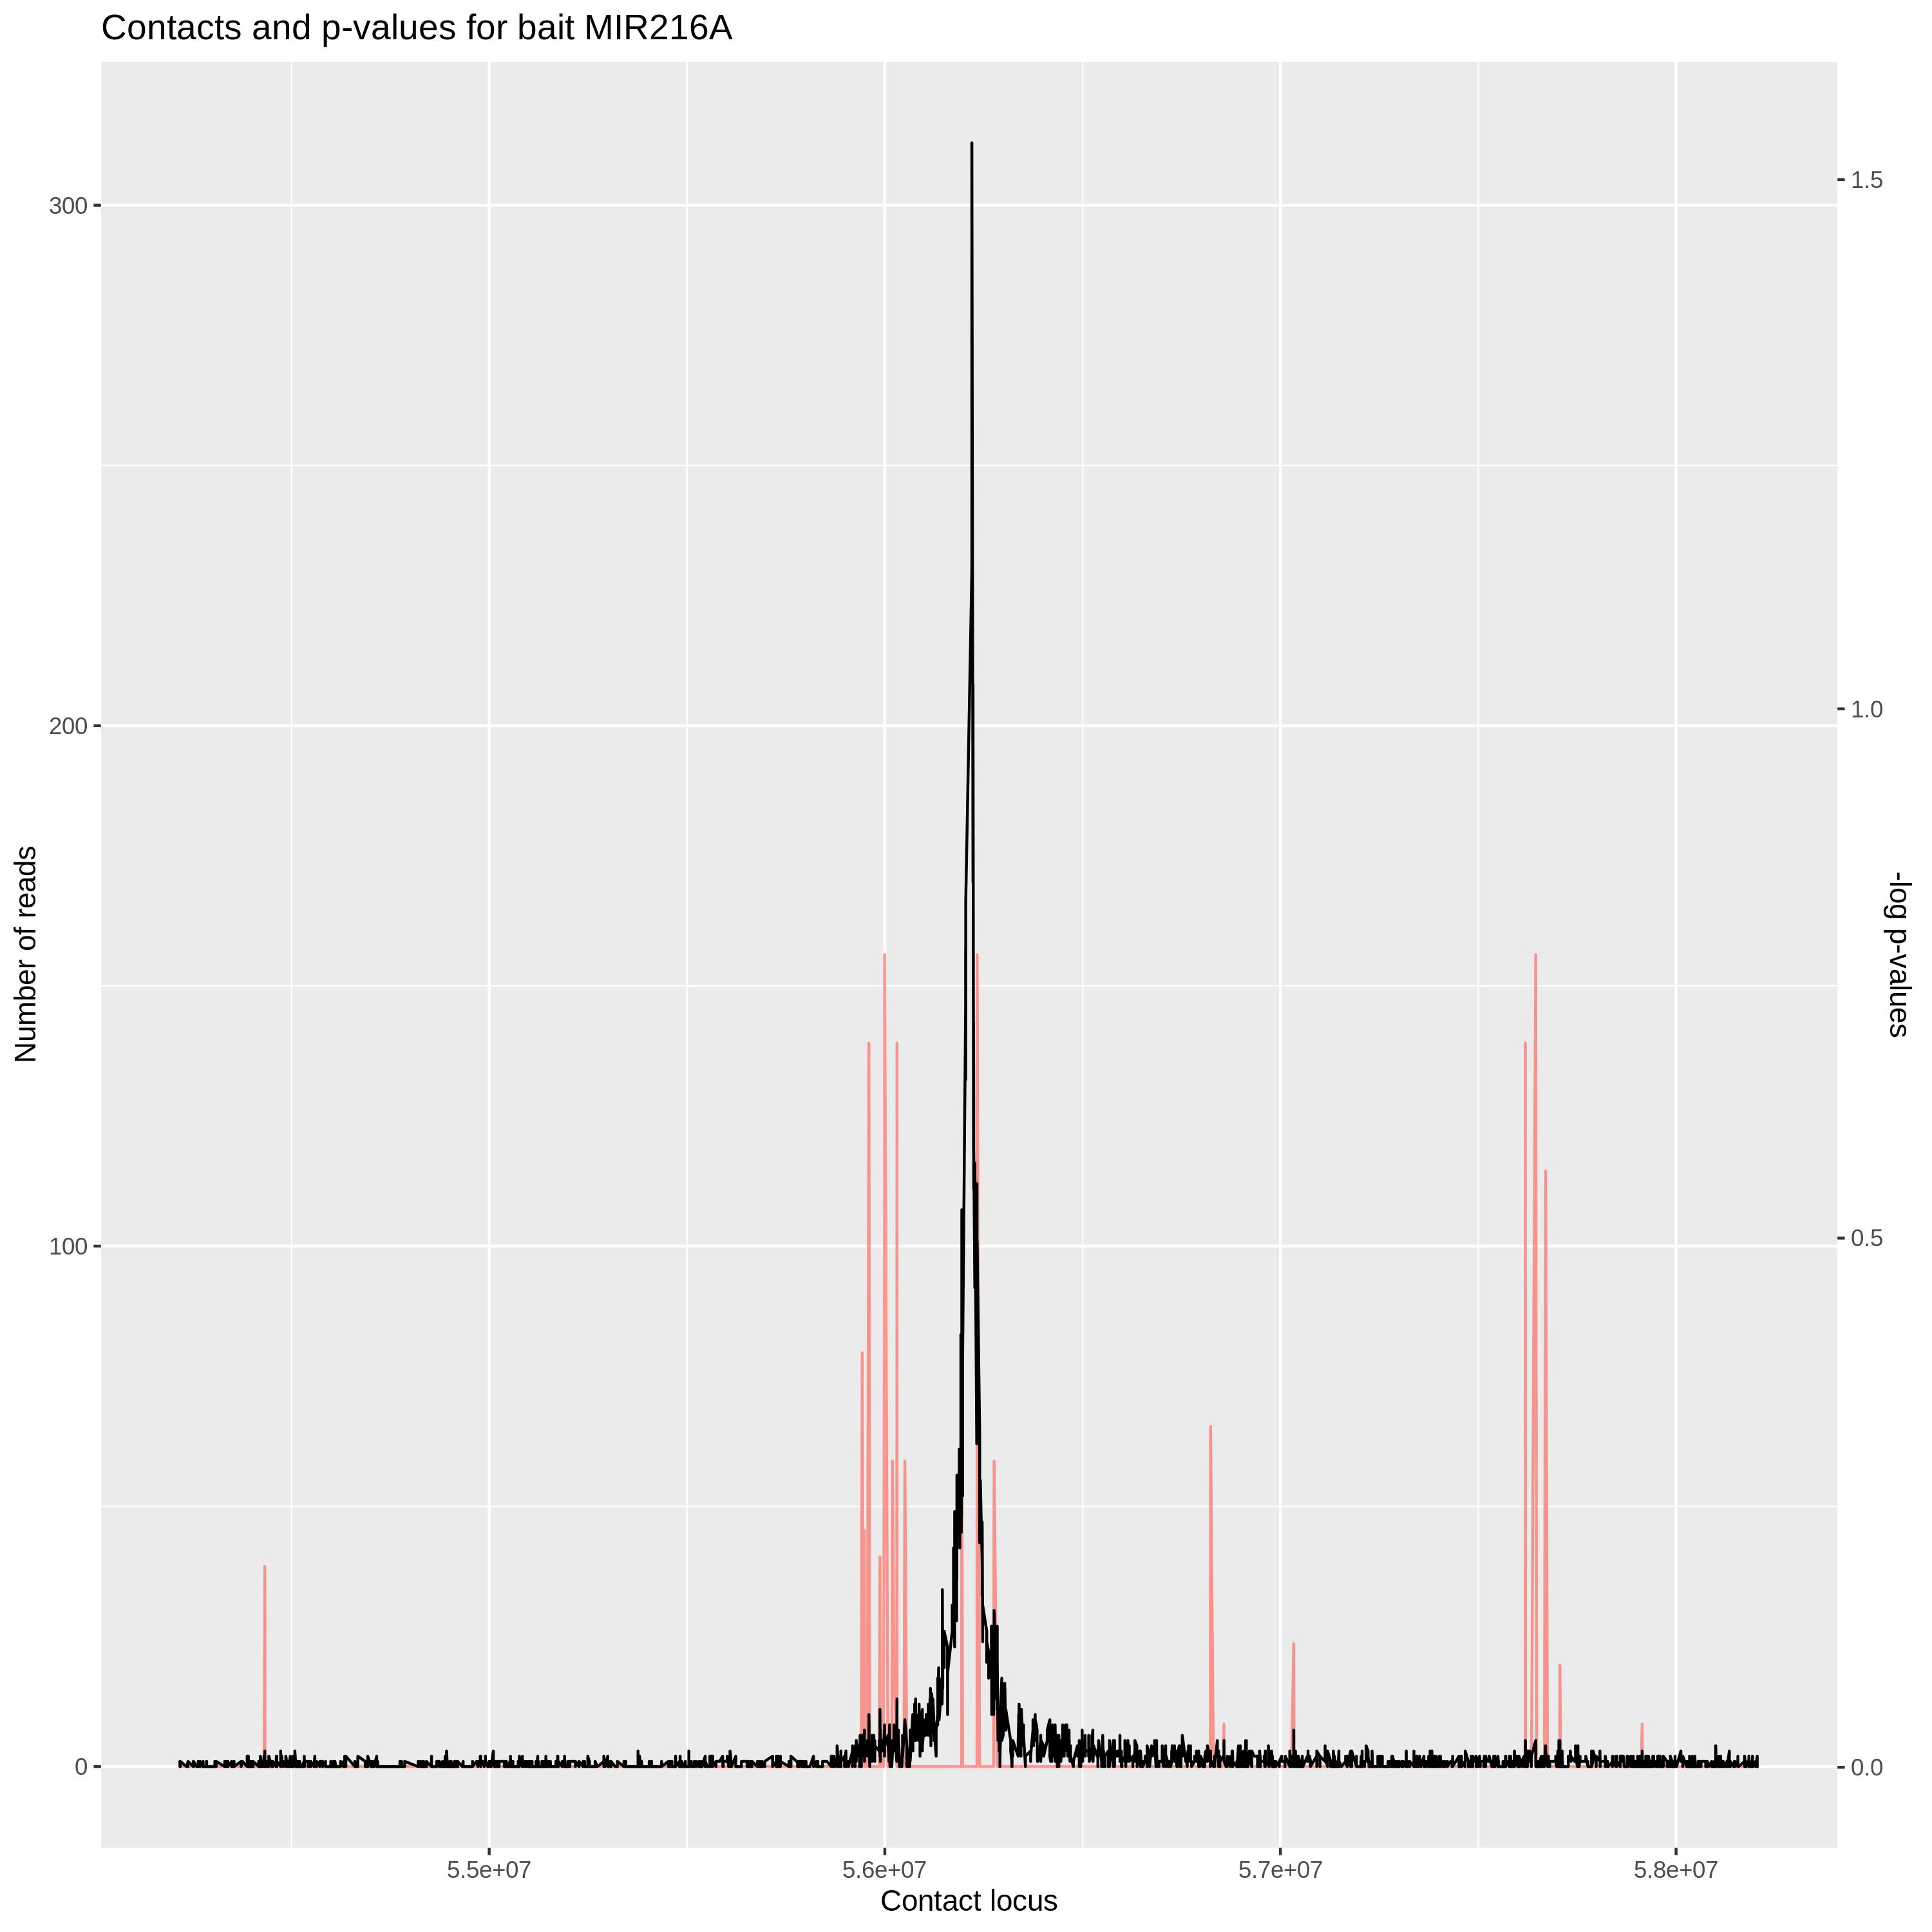 Contacts and p-values for bait MIR216A
300
200
100
0
1.5
1.0
0.5
0.0
Number of reads
-log p-values
5.5e+07
5.6e+07
5.7e+07
5.8e+07
Contact locus